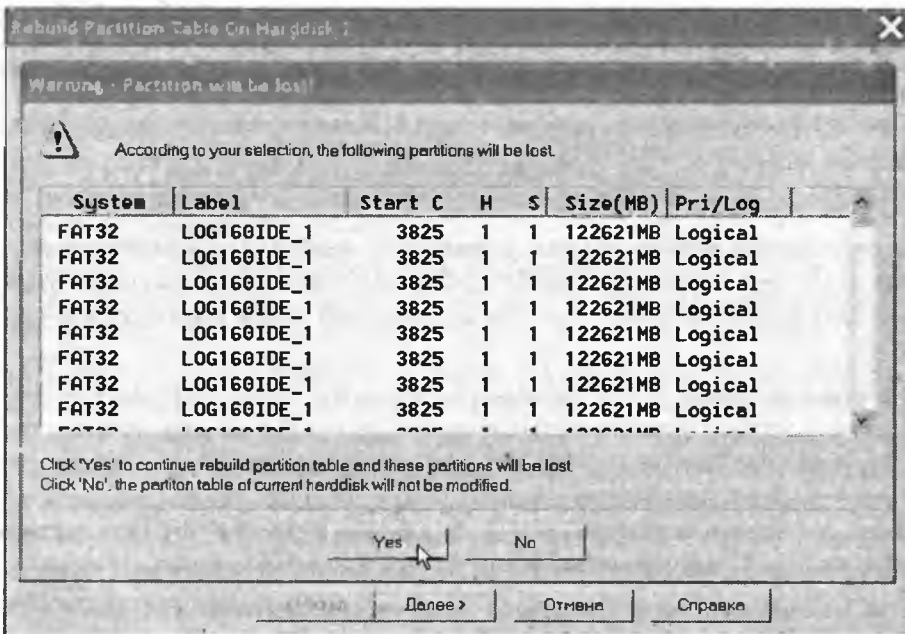 Rebuild Partition Table On Harddisk 2
Warning - Partition will be lost!
According to your selection, the following partitions will be lost.
System Label Start C H S Size(MB) Pri/Log
FAT32 LOG160IDE_1 3825 1 1 122621MB Logical
FAT32 LOG160IDE_1 3825 1 1 122621MB Logical
FAT32 LOG160IDE_1 3825 1 1 122621MB Logical
FAT32 LOG160IDE_1 3825 1 1 122621MB Logical
FAT32 LOG160IDE_1 3825 1 1 122621MB Logical
FAT32 LOG160IDE_1 3825 1 1 122621MB Logical
FAT32 LOG160IDE_1 3825 1 1 122621MB Logical
FAT32 LOG160IDE_1 3825 1 1 122621MB Logical
Click 'Yes' to continue rebuild partition table and these partitions will be lost
Click 'No', the partiton table of current harddisk will not be modified.
Yes No
Далее > Отмена Справка